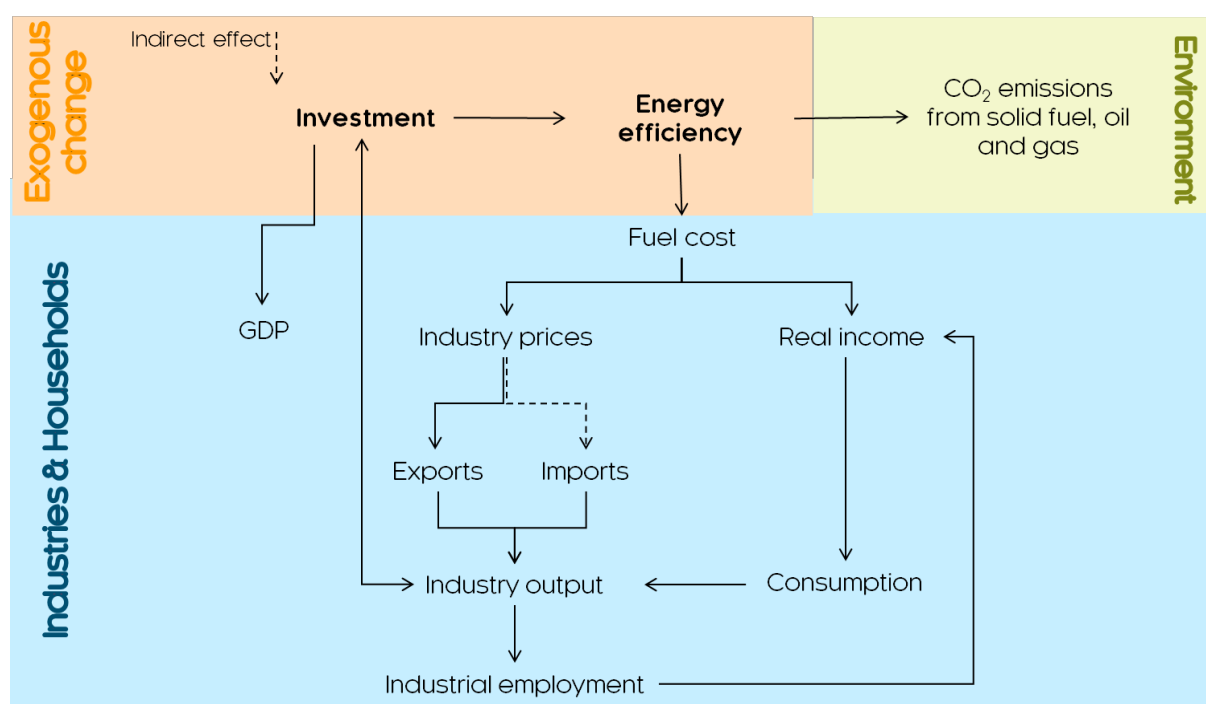 Exogenous
change
Indirect effect
Investment
Energy
efficiency
CO₂ emissions
from solid fuel, oil
and gas
Environment
Industries & Households
Fuel cost
GDP
Industry prices
Real income
Exports
Imports
Industry output
Consumption
Industrial employment